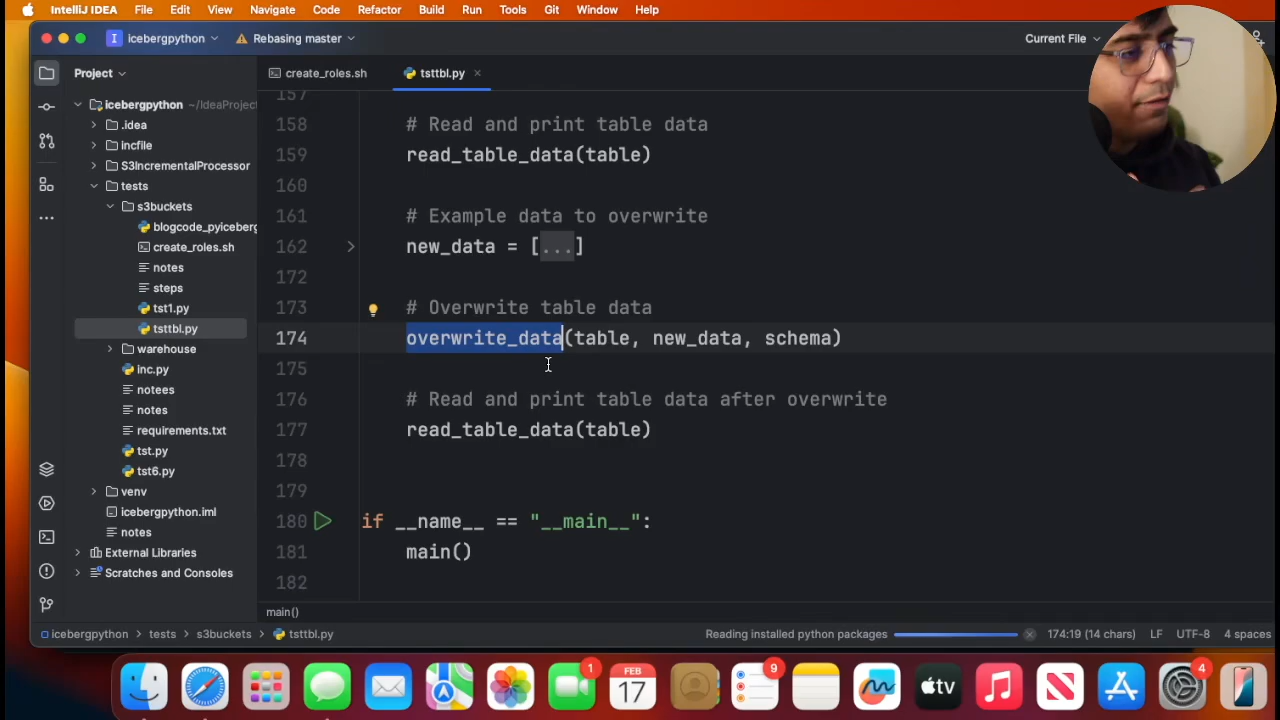 IntelliJ IDEA File Edit View Navigate Code Refactor Build Run Tools Git Window Help
I icebergpython Rebasing master Current File
Project
create_roles.sh
tsttbl.py
icebergpython ~/IdeaProject
.idea
incfile
S3IncrementalProcessor
tests
s3buckets
blogcode_pyiceberg
create_roles.sh
notes
steps
tst1.py
tsttbl.py
warehouse
inc.py
notees
notes
requirements.txt
tst.py
tst6.py
venv
icebergpython.iml
notes
External Libraries
Scratches and Consoles
157
158 # Read and print table data
159 read_table_data(table)
160
161 # Example data to overwrite
162 new_data = [...]
172
173 # Overwrite table data
174 overwrite_data(table, new_data, schema)
175
176 # Read and print table data after overwrite
177 read_table_data(table)
178
179
180 if __name__ == "__main__":
181 main()
182
main()
icebergpython tests s3buckets tsttbl.py Reading installed python packages 174:19 (14 chars) LF UTF-8 4 spaces
1
FEB
17
9
tv
4